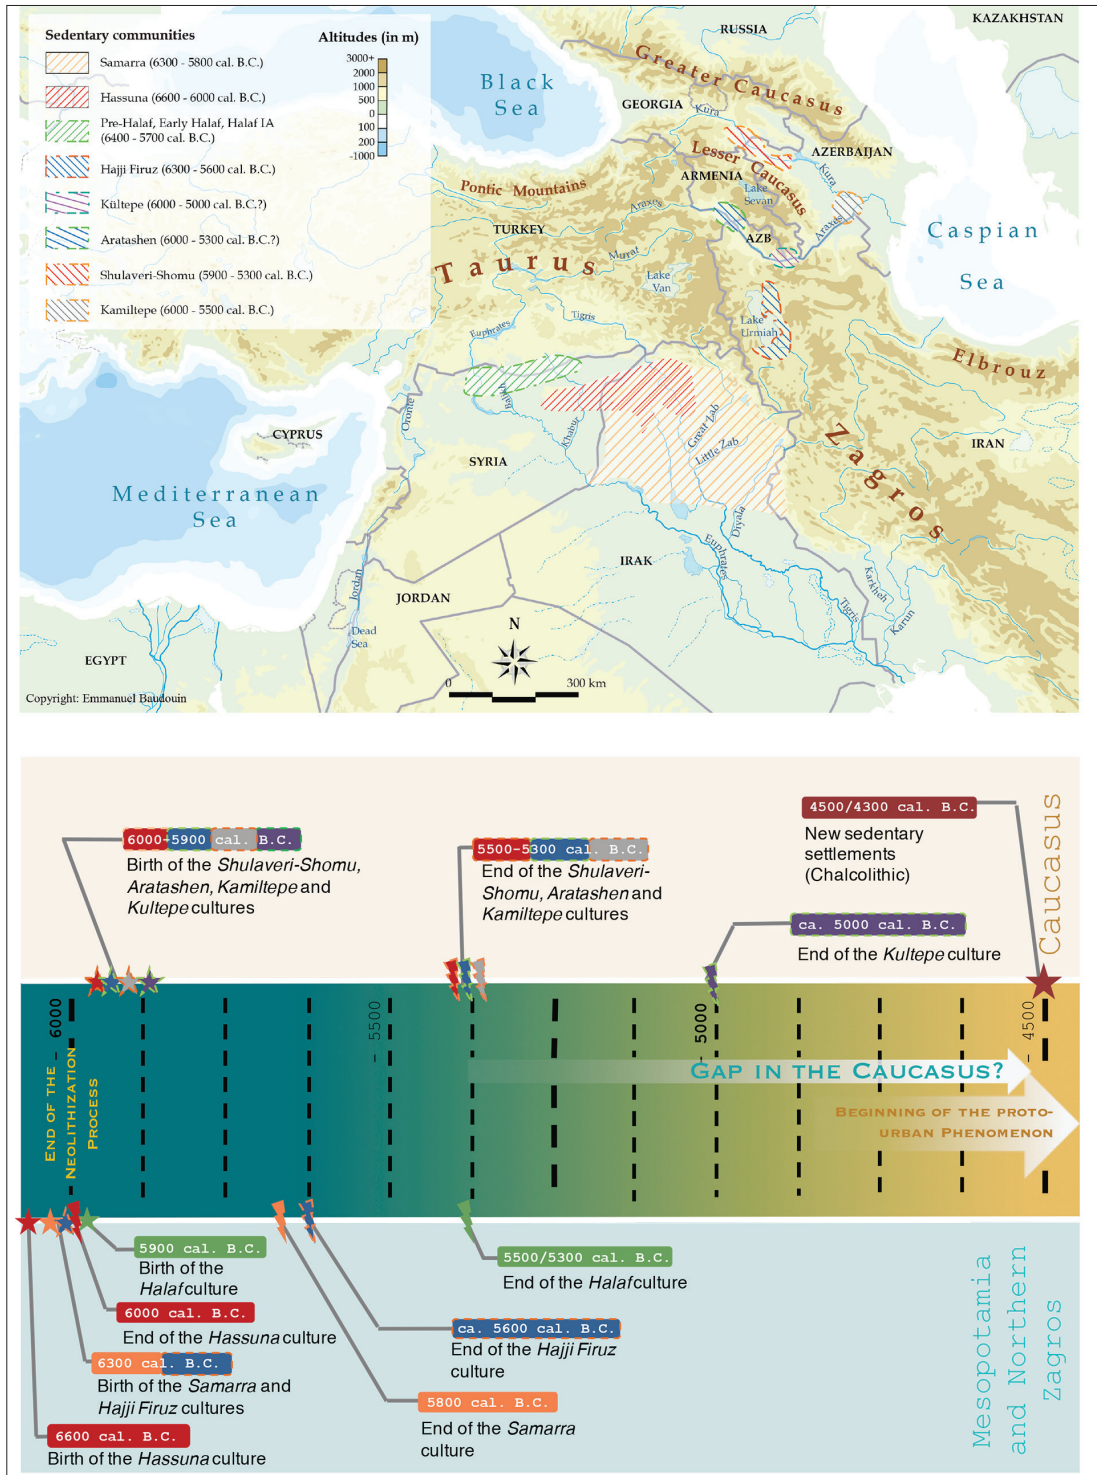 Sedentary communities
Samarra (6300 - 5800 cal. B.C.)
Hassuna (6600 - 6000 cal. B.C.)
Pre-Halaf, Early Halaf, Halaf IA
(6400 - 5700 cal. B.C.)
Hajji Firuz (6300 - 5600 cal. B.C.)
Kültepe (6000 - 5000 cal. B.C.?)
Aratashen (6000 - 5300 cal. B.C.?)
Shulaveri-Shomu (5900 - 5300 cal. B.C.)
Kamiltepe (6000 - 5500 cal. B.C.)
Altitudes (in m)
3000+
2000
1000
500
0
100
200
-1000
KAZAKHSTAN
RUSSIA
Black
Sea
Greater Caucasus
GEORGIA
Kura
Lesser Caucasus
AZERBAIJAN
ARMENIA
Lake
Sevan
Kura
Pontic Mountains
Araxes
Araxes
TURKEY
AZB
Caspian
Sea
Taurus
Murat
Lake
Van
Tigris
Euphrates
Lake
Urmiah
Elbrouz
Balikh
Khabur
Great Zab
Little Zab
Oronte
CYPRUS
SYRIA
Zagros
IRAN
Mediterranean
Sea
Diyala
Euphrates
IRAK
Tigris
Karkheh
Karun
Jordan
JORDAN
Dead
Sea
N
EGYPT
0 300 km
Copyright: Emmanuel Baudouin
6000-5900 cal. B.C.
Birth of the Shulaveri-Shomu,
Aratashen, Kamiltepe and
Kultepe cultures
5500-5300 cal. B.C.
End of the Shulaveri-
Shomu, Aratashen and
Kamiltepe cultures
4500/4300 cal. B.C.
New sedentary
settlements
(Chalcolithic)
ca. 5000 cal. B.C.
End of the Kultepe culture
Caucasus
- 6000
- 5500
- 5000
- 4500
End of the
Neolithization
Process
Gap in the Caucasus?
Beginning of the proto-
urban Phenomenon
5900 cal. B.C.
Birth of the
Halaf culture
6000 cal. B.C.
End of the Hassuna culture
6300 cal B.C.
Birth of the Samarra and
Hajji Firuz cultures
6600 cal. B.C.
Birth of the Hassuna culture
5500/5300 cal. B.C.
End of the Halaf culture
ca. 5600 cal. B.C.
End of the Hajji Firuz
culture
5800 cal. B.C.
End of the Samarra
culture
Mesopotamia
and Northern
Zagros